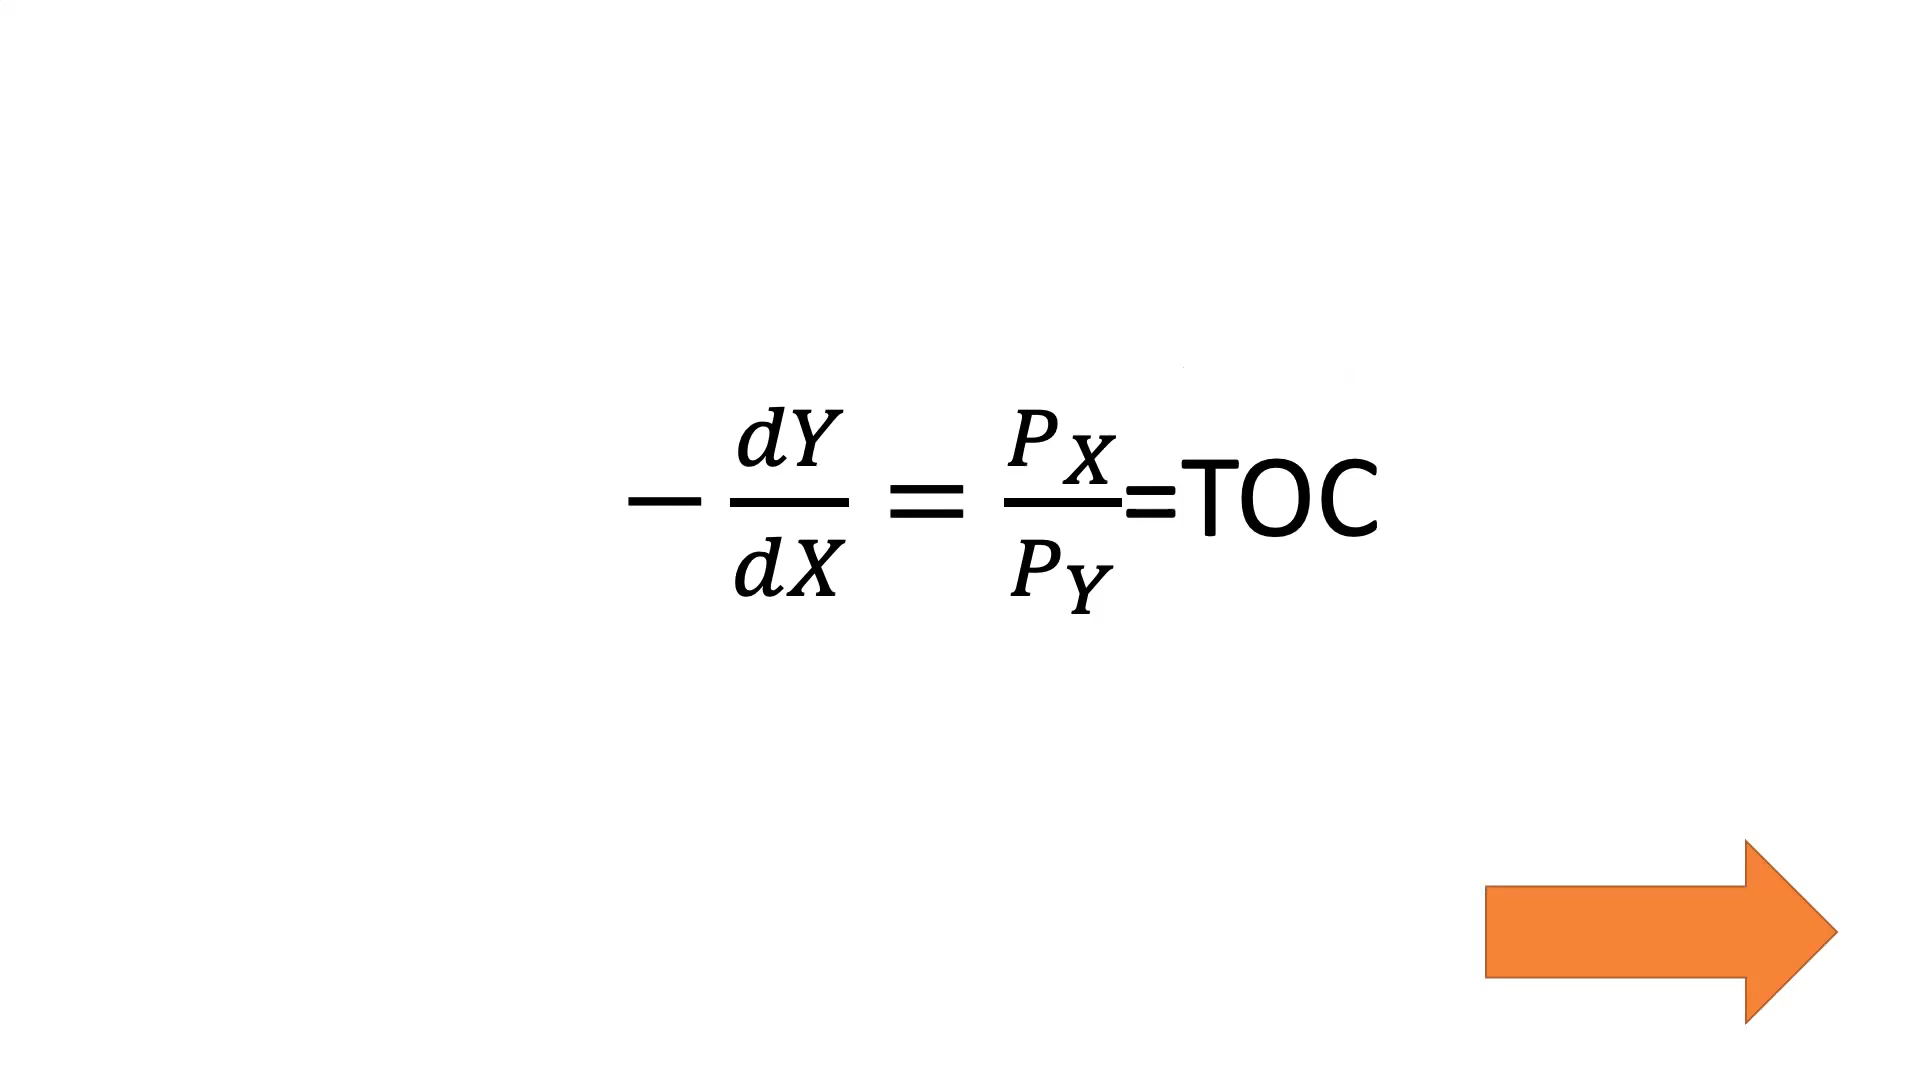 − dY/dX = P_X/P_Y =TOC